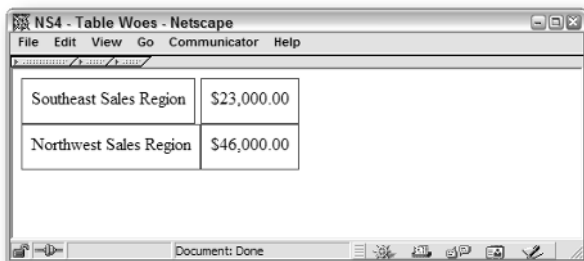 NS4 - Table Woes - Netscape
File Edit View Go Communicator Help
Southeast Sales Region $23,000.00
Northwest Sales Region $46,000.00
Document: Done